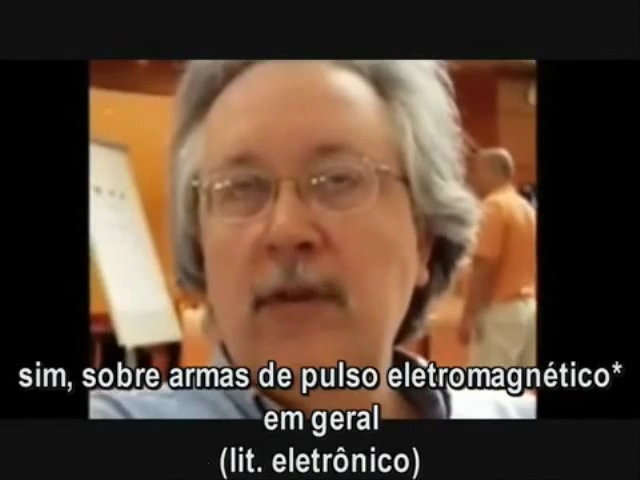 sim, sobre armas de pulso eletromagnético*
em geral
(lit. eletrônico)